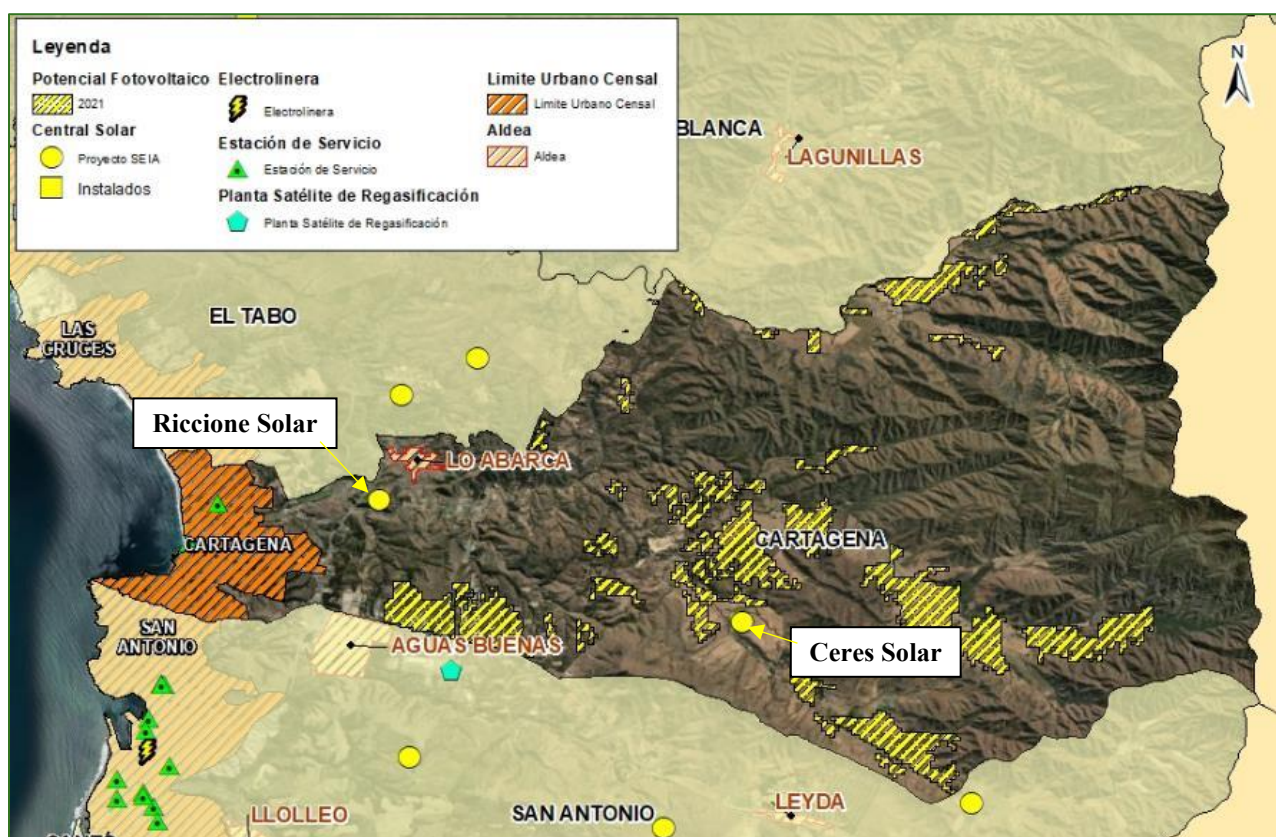 Leyenda
Potencial Fotovoltaico
2021
Central Solar
Proyecto SEIA
Instalados
Electrolinera
Electrolinera
Estación de Servicio
Estación de Servicio
Planta Satélite de Regasificación
Planta Satélite de Regasificación
Limite Urbano Censal
Limite Urbano Censal
Aldea
Aldea
N
BLANCA
LAGUNILLAS
EL TABO
LAS
CRUCES
Riccione Solar
LO ABARCA
CARTAGENA
CARTAGENA
SAN
ANTONIO
AGUAS BUENAS
Ceres Solar
LLOLLEO
SAN ANTONIO
LEYDA